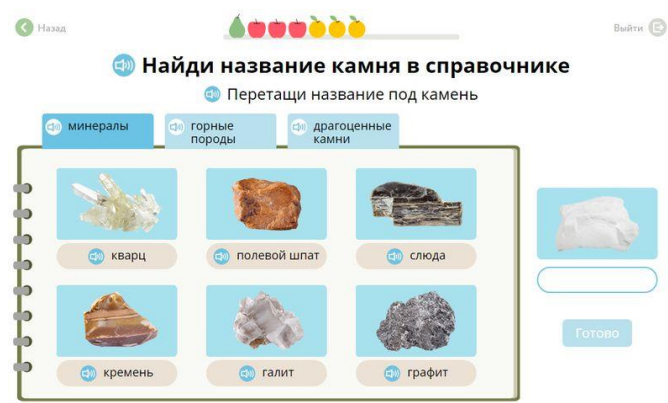 Назад
Выйти
Найди название камня в справочнике
Перетащи название под камень
минералы
горные
породы
драгоценные
камни
кварц
полевой шпат
слюда
кремень
галит
графит
Готово